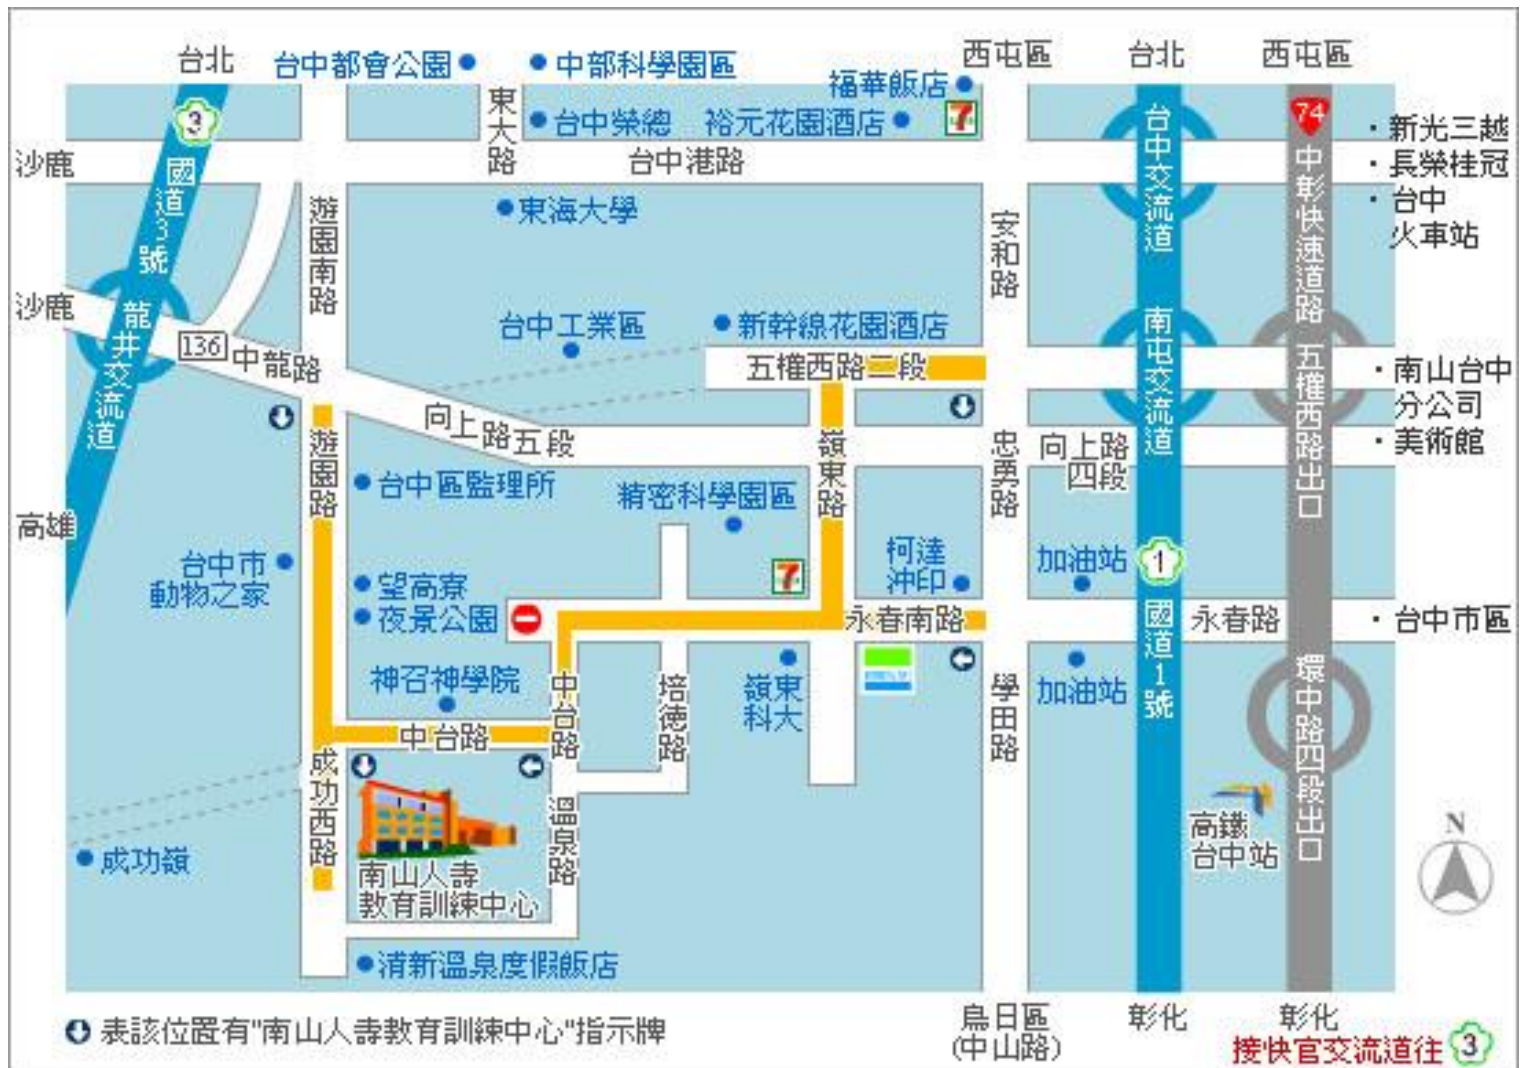 台北
台中都會公園
中部科學園區
西屯區
台北
西屯區
福華飯店
3
東大路
台中榮總
裕元花園酒店
7
74
台中交流道
新光三越
沙鹿
台中港路
長榮桂冠
國道3號
中彰快速道路
台中
火車站
遊園南路
東海大學
安和路
沙鹿
龍井交流道
台中工業區
新幹線花園酒店
南屯交流道
136
中龍路
五權西路二段
五權西路出口
南山台中
分公司
向上路五段
嶺東路
忠勇路
向上路
四段
美術館
遊園路
台中區監理所
精密科學園區
高雄
台中市
動物之家
望高寮
夜景公園
7
柯達
沖印
加油站
1
永春南路
國道1號
永春路
台中市區
神召神學院
中台路
培德路
嶺東
科大
學田路
加油站
環中路四段出口
中台路
成功西路
溫泉路
高鐵
台中站
N
成功嶺
南山人壽
教育訓練中心
清新溫泉度假飯店
表該位置有"南山人壽教育訓練中心"指示牌
烏日區
(中山路)
彰化
彰化
接快官交流道往 3